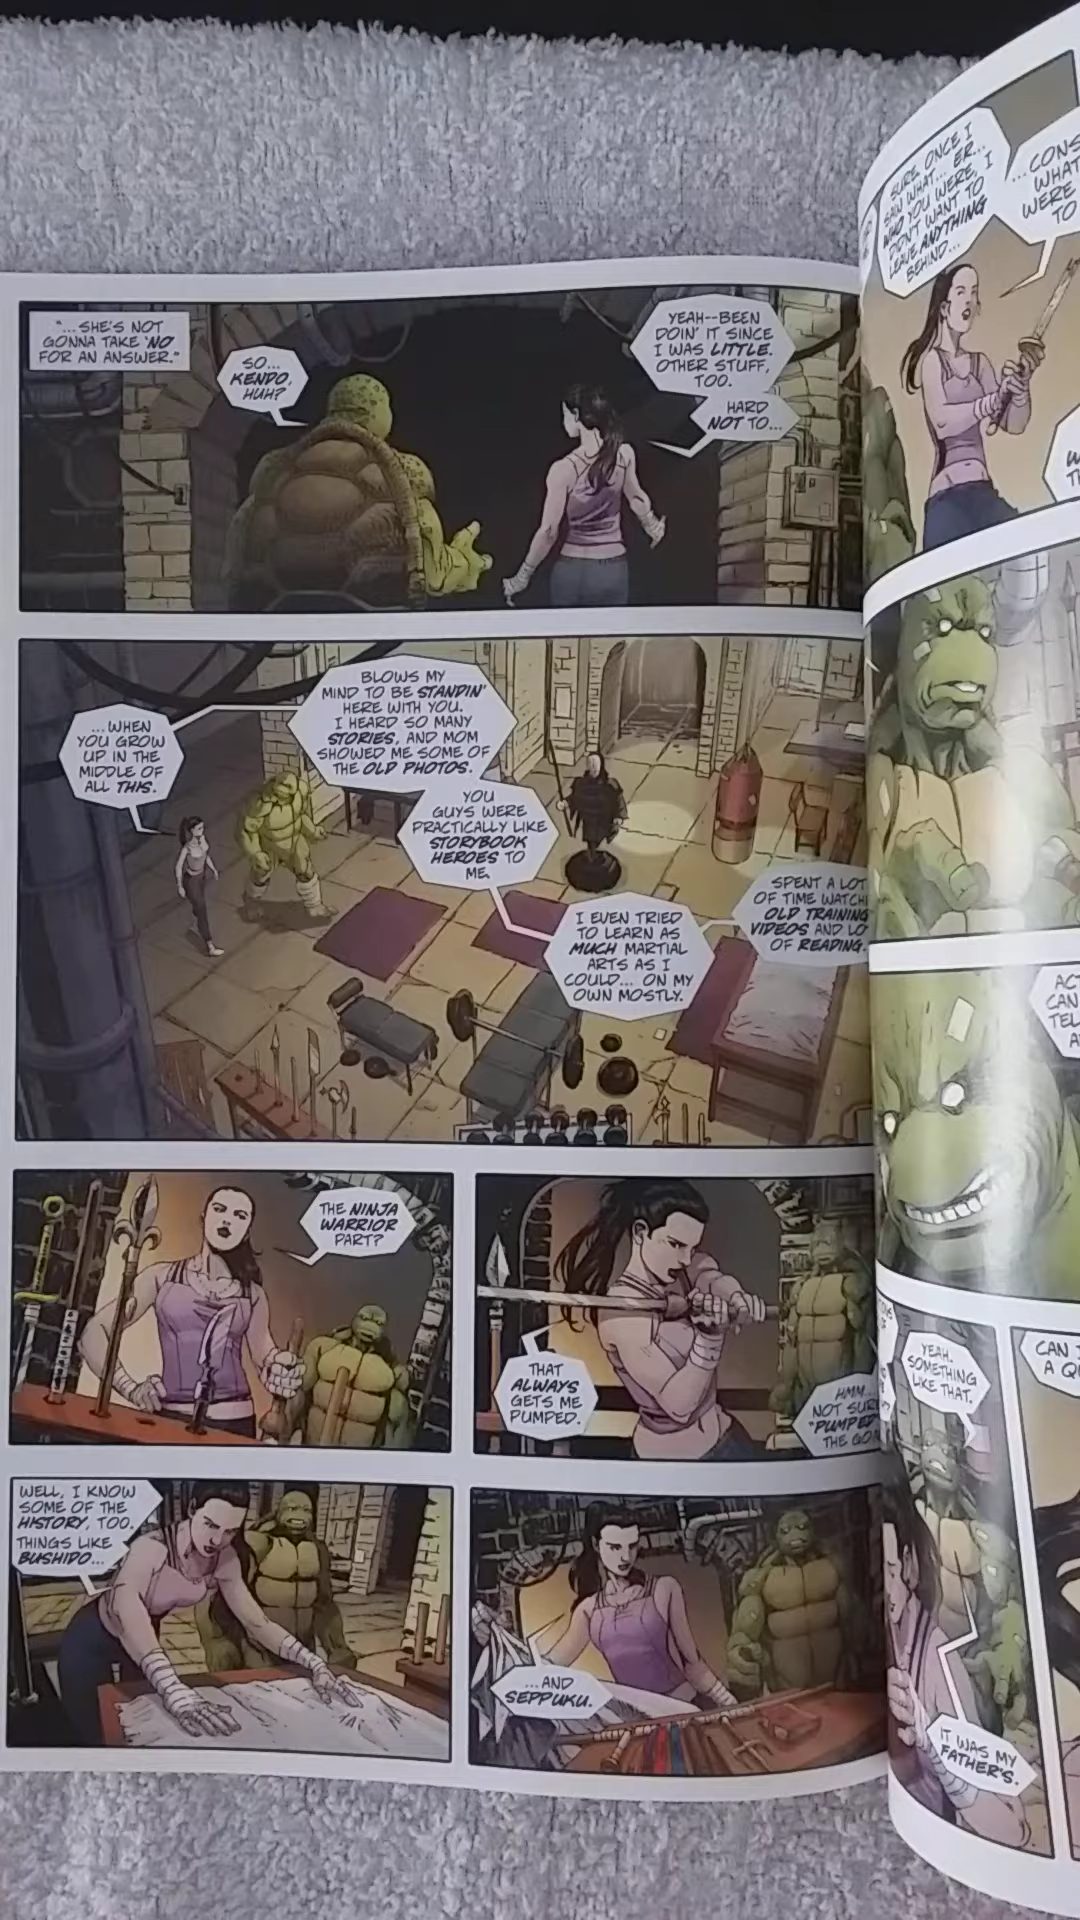 "...SHE'S NOT
GONNA TAKE 'NO'
FOR AN ANSWER."
SO...
KENDO,
HUH?
YEAH--BEEN
DOIN' IT SINCE
I WAS LITTLE.
OTHER STUFF,
TOO.
HARD
NOT TO...
...WHEN
YOU GROW
UP IN THE
MIDDLE OF
ALL THIS.
BLOWS MY
MIND TO BE STANDIN'
HERE WITH YOU.
I HEARD SO MANY
STORIES, AND MOM
SHOWED ME SOME OF
THE OLD PHOTOS.
YOU
GUYS WERE
PRACTICALLY LIKE
STORYBOOK
HEROES TO
ME.
I EVEN TRIED
TO LEARN AS
MUCH MARTIAL
ARTS AS I
COULD... ON MY
OWN MOSTLY.
SPENT A LOT
OF TIME WATCHI
OLD TRAINING
VIDEOS AND LO
OF READING.
THE NINJA
WARRIOR
PART?
THAT
ALWAYS
GETS ME
PUMPED.
HMM...
NOT SUR
"PUMPED"
THE GO
WELL, I KNOW
SOME OF THE
HISTORY, TOO.
THINGS LIKE
BUSHIDO...
...AND
SEPPUKU.
SURE, ONCE I
SAW WHAT... ER...
WHO YOU WERE, I
DIDN'T WANT TO
LEAVE ANYTHING
BEHIND...
...CONS
WHAT
WERE
TO
ACT
CAN
TEL
A
YEAH.
SOMETHING
LIKE THAT.
IT WAS MY
FATHER'S.
CAN I
A QU